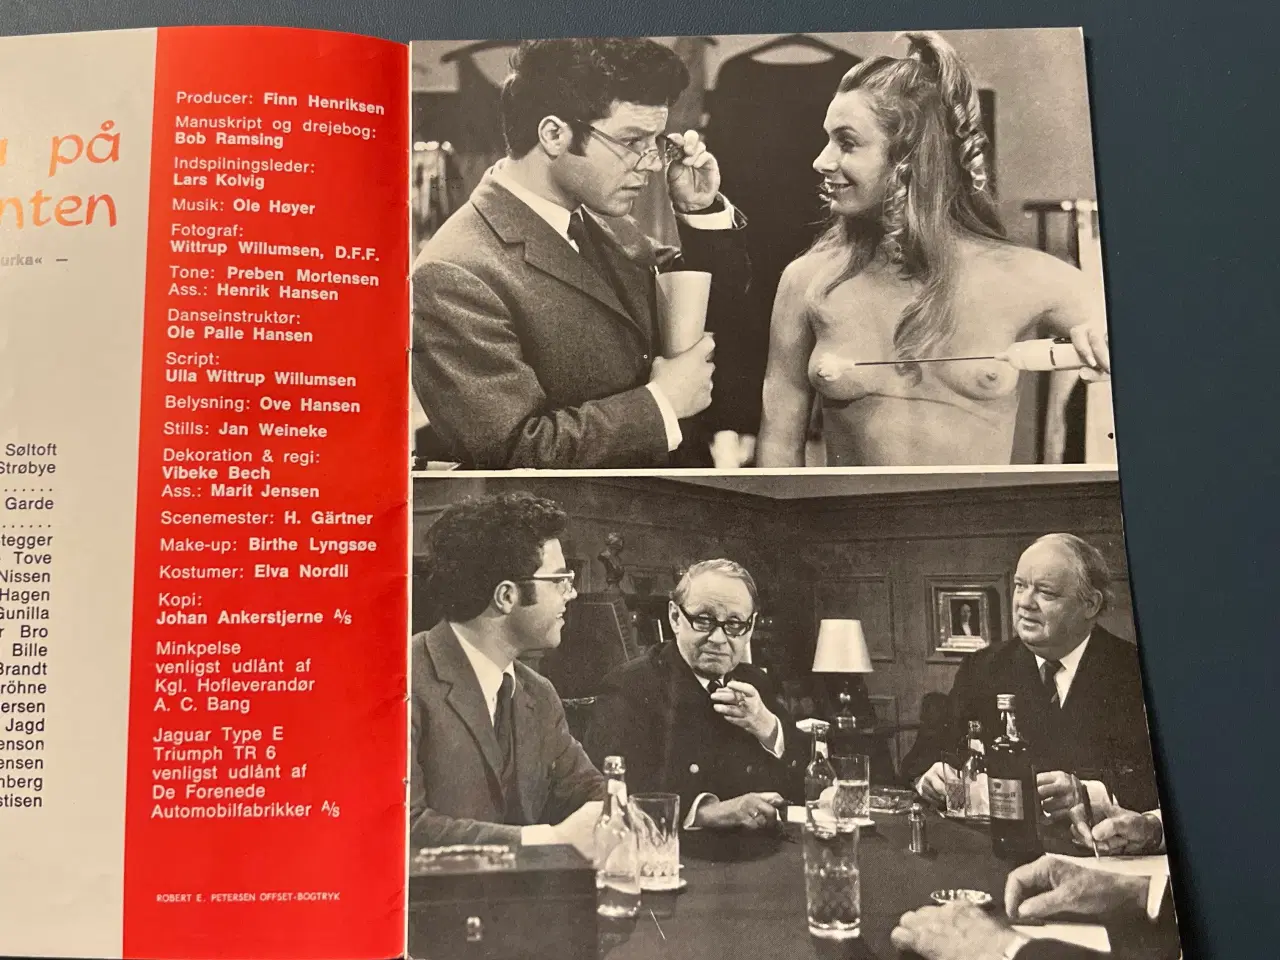 på
nten
urka« —
Søltoft
Strøbye
......
Garde
......
tegger
Tove
Nissen
Hagen
Gunilla
r Bro
Bille
Brandt
röhne
ersen
Jagd
enson
ensen
nberg
stisen
Producer: Finn Henriksen
Manuskript og drejebog:
Bob Ramsing
Indspilningsleder:
Lars Kolvig
Musik: Ole Høyer
Fotograf:
Wittrup Willumsen, D.F.F.
Tone: Preben Mortensen
Ass.: Henrik Hansen
Danseinstruktør:
Ole Palle Hansen
Script:
Ulla Wittrup Willumsen
Belysning: Ove Hansen
Stills: Jan Weineke
Dekoration & regi:
Vibeke Bech
Ass.: Marit Jensen
Scenemester: H. Gärtner
Make-up: Birthe Lyngsøe
Kostumer: Elva Nordli
Kopi:
Johan Ankerstjerne A/s
Minkpelse
venligst udlånt af
Kgl. Hofleverandør
A. C. Bang
Jaguar Type E
Triumph TR 6
venligst udlånt af
De Forenede
Automobilfabrikker A/s
ROBERT E. PETERSEN OFFSET-BOGTRYK